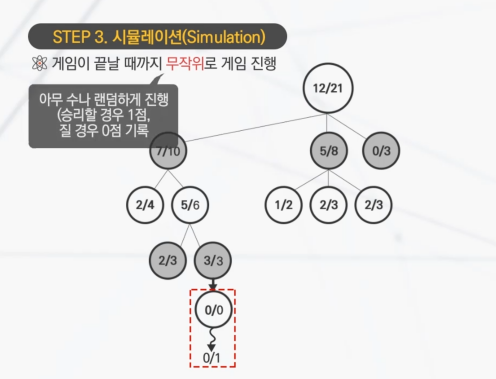 STEP 3. 시뮬레이션(Simulation)
게임이 끝날 때까지 무작위로 게임 진행
아무 수나 랜덤하게 진행
(승리할 경우 1점,
질 경우 0점 기록
12/21
7/10
5/8
0/3
2/4
5/6
1/2
2/3
2/3
2/3
3/3
0/0
0/1